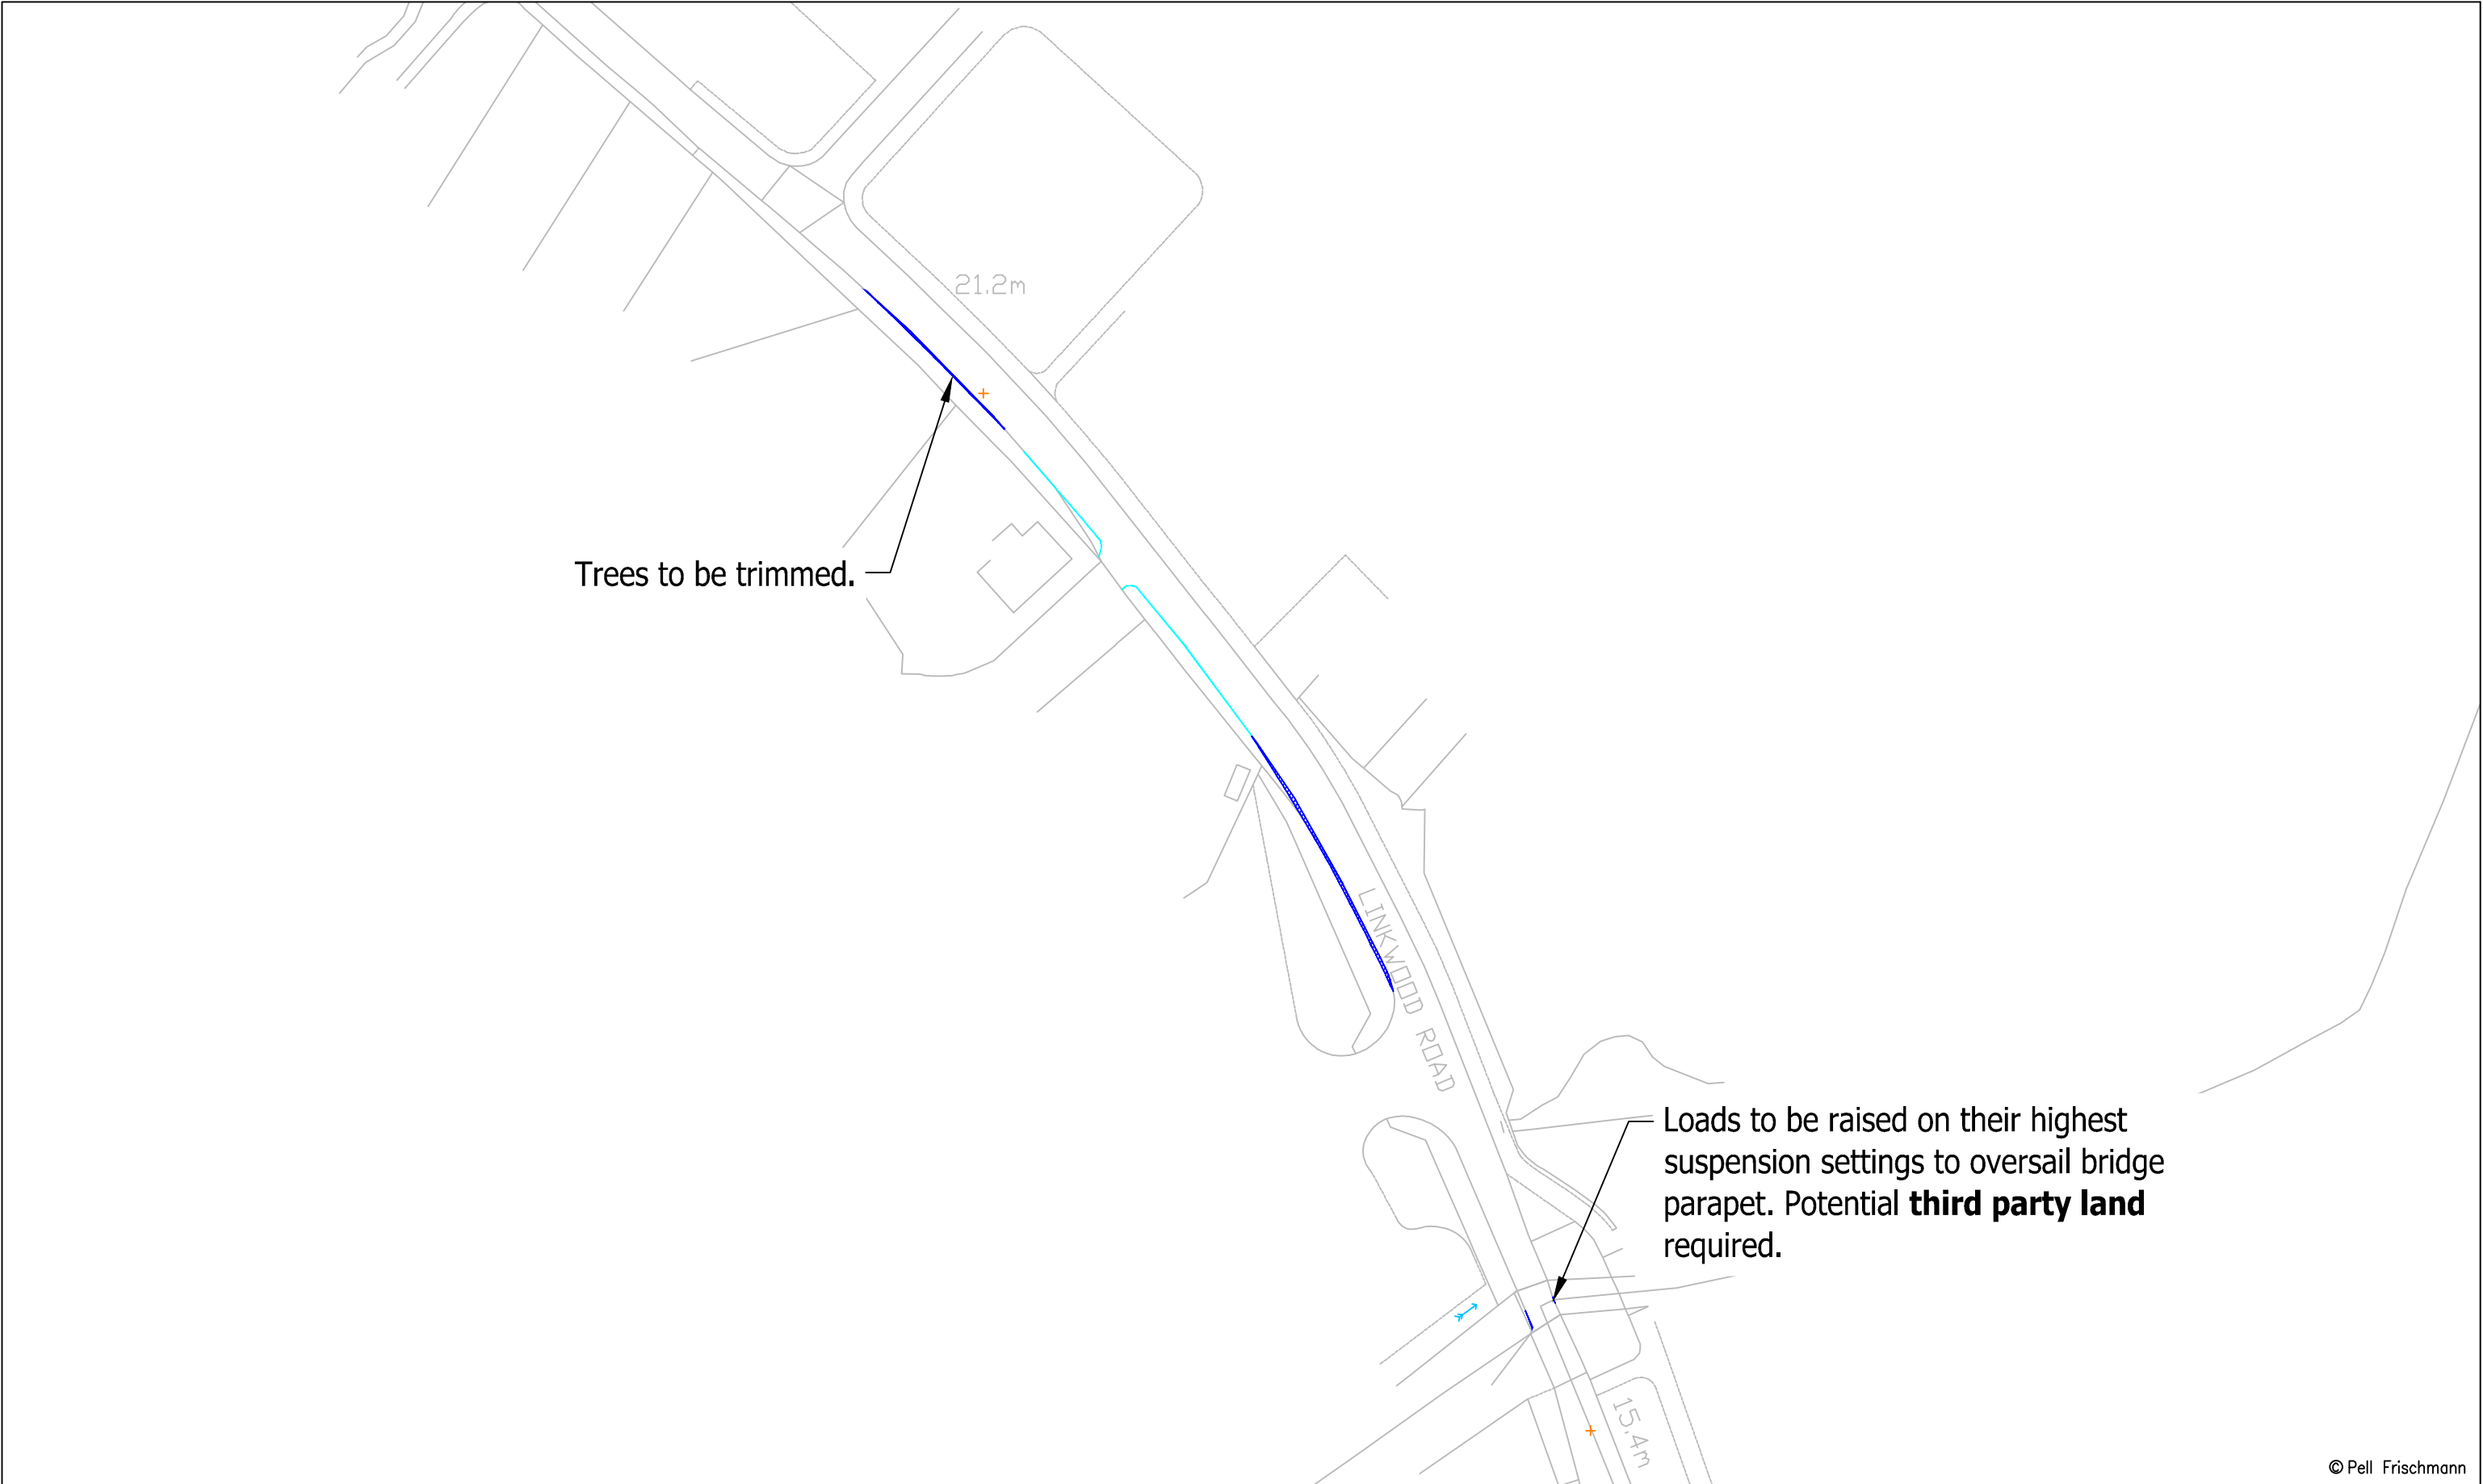 21.2m
Trees to be trimmed.
LINKWOOD ROAD
Loads to be raised on their highest
suspension settings to oversail bridge
parapet. Potential third party land
required.
15.4m
© Pell Frischmann